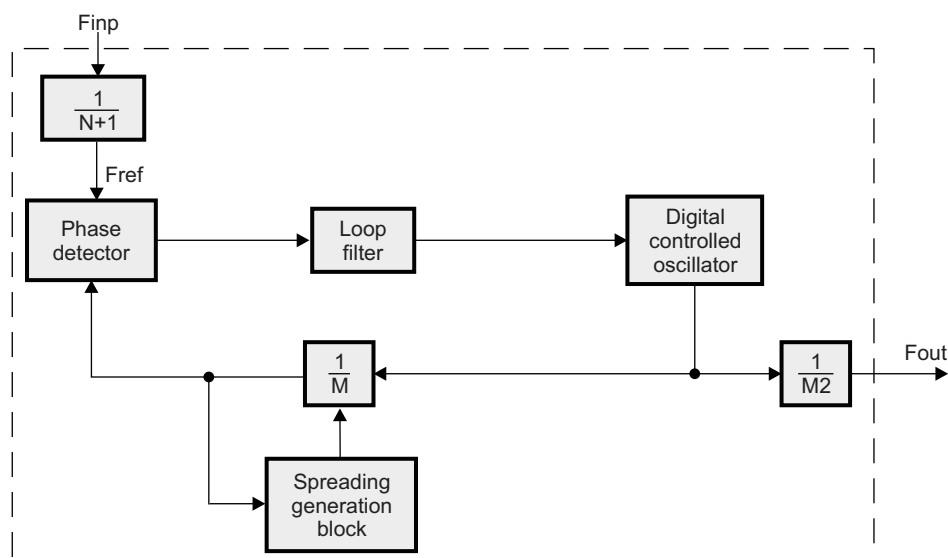 Finp
1
N+1
Fref
Phase
detector
Loop
filter
Digital
controlled
oscillator
1
M
1
M2
Fout
Spreading
generation
block